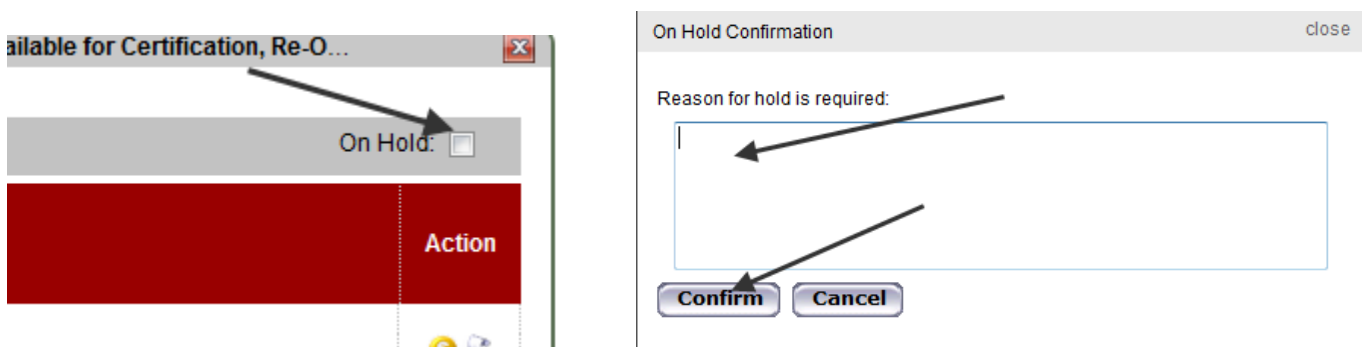 ailable for Certification, Re-O...
On Hold:
Action
On Hold Confirmation
close
Reason for hold is required:
Confirm
Cancel